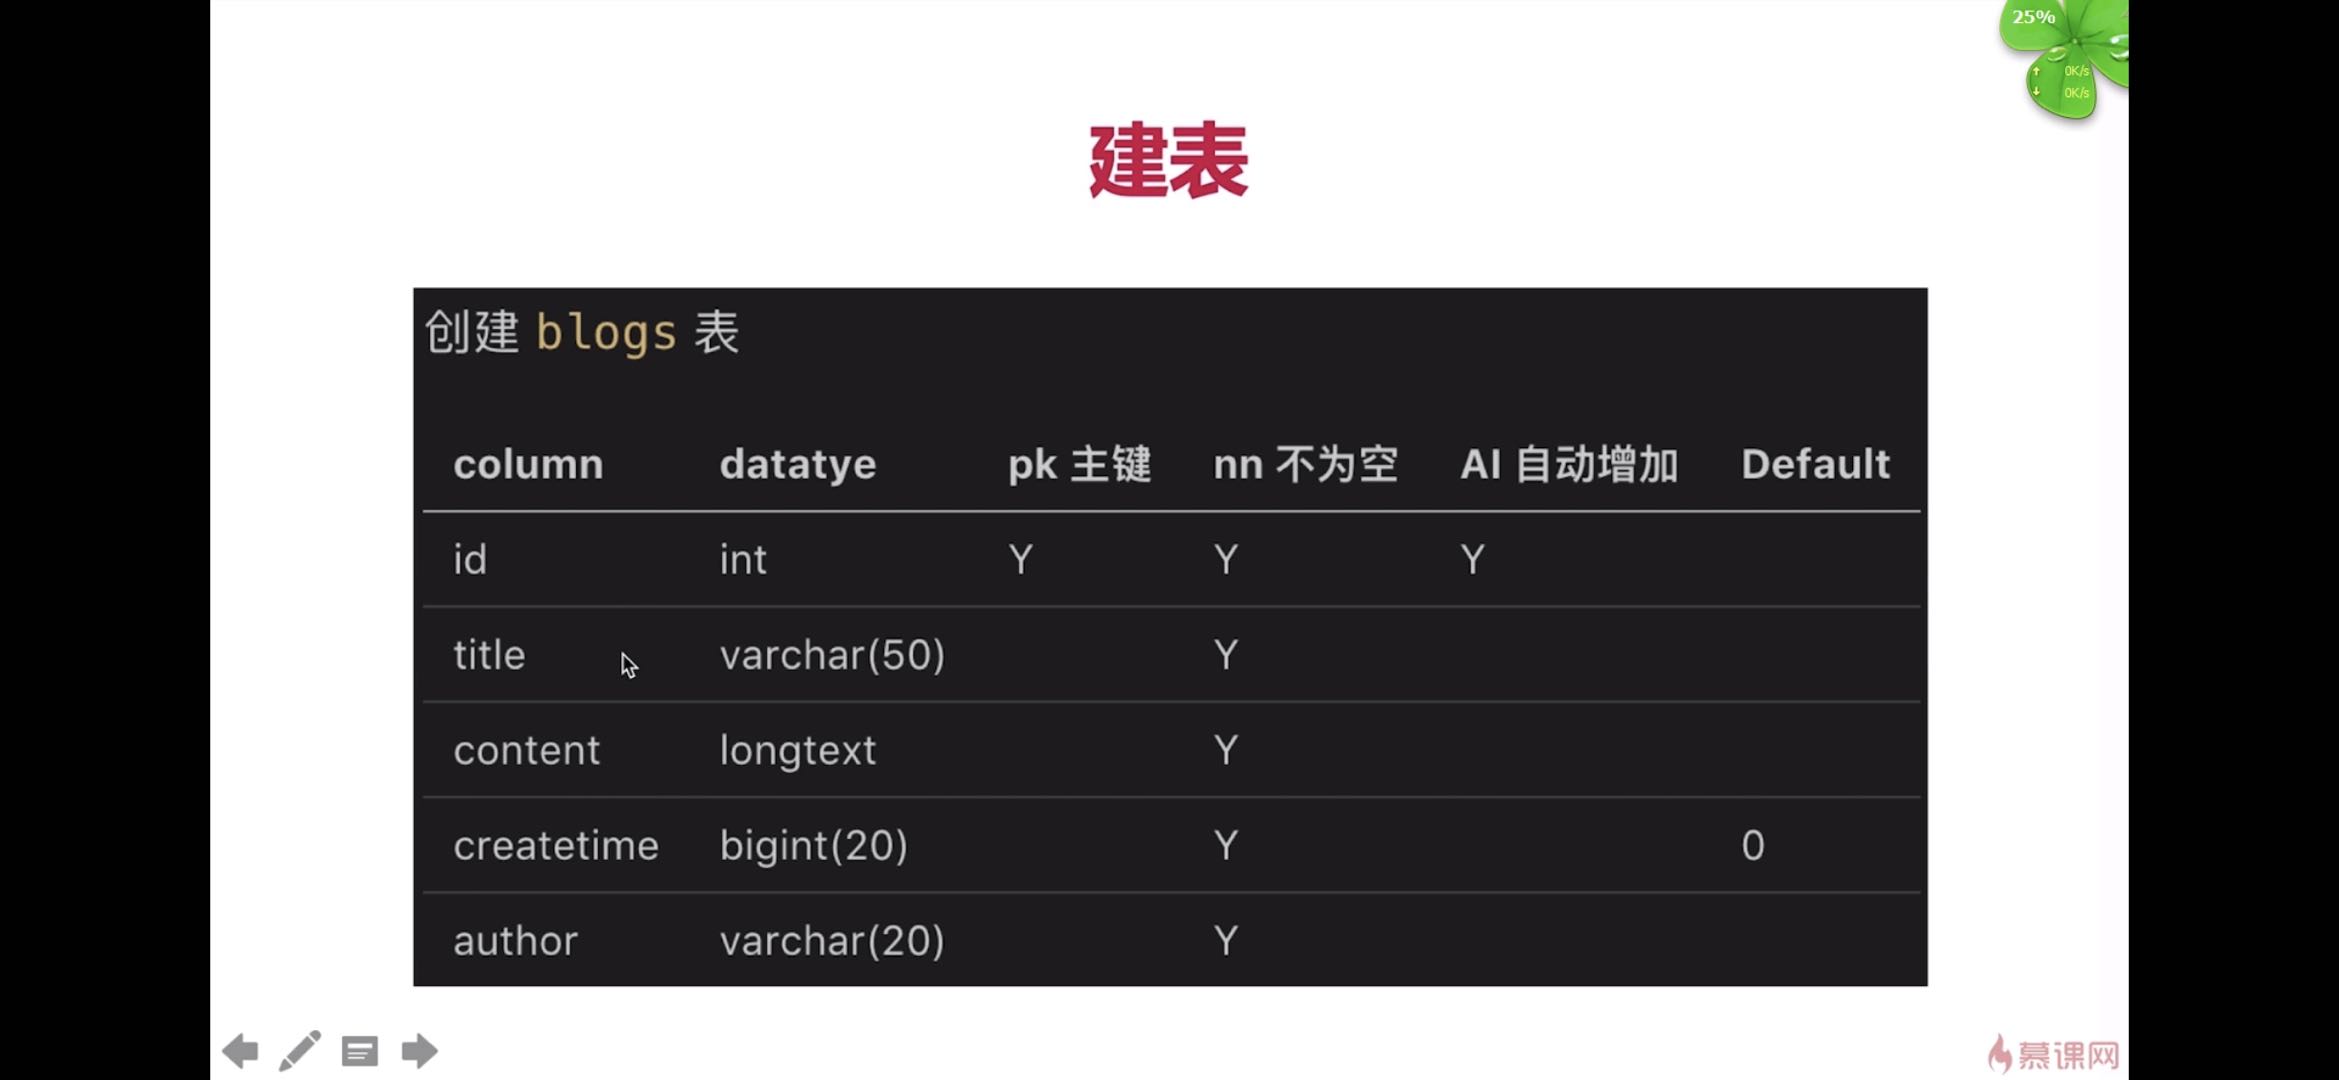 25%
0K/s
0K/s
建表
创建 blogs 表
column datatye pk 主键 nn 不为空 AI 自动增加 Default
id int Y Y Y
title varchar(50) Y
content longtext Y
createtime bigint(20) Y 0
author varchar(20) Y
慕课网